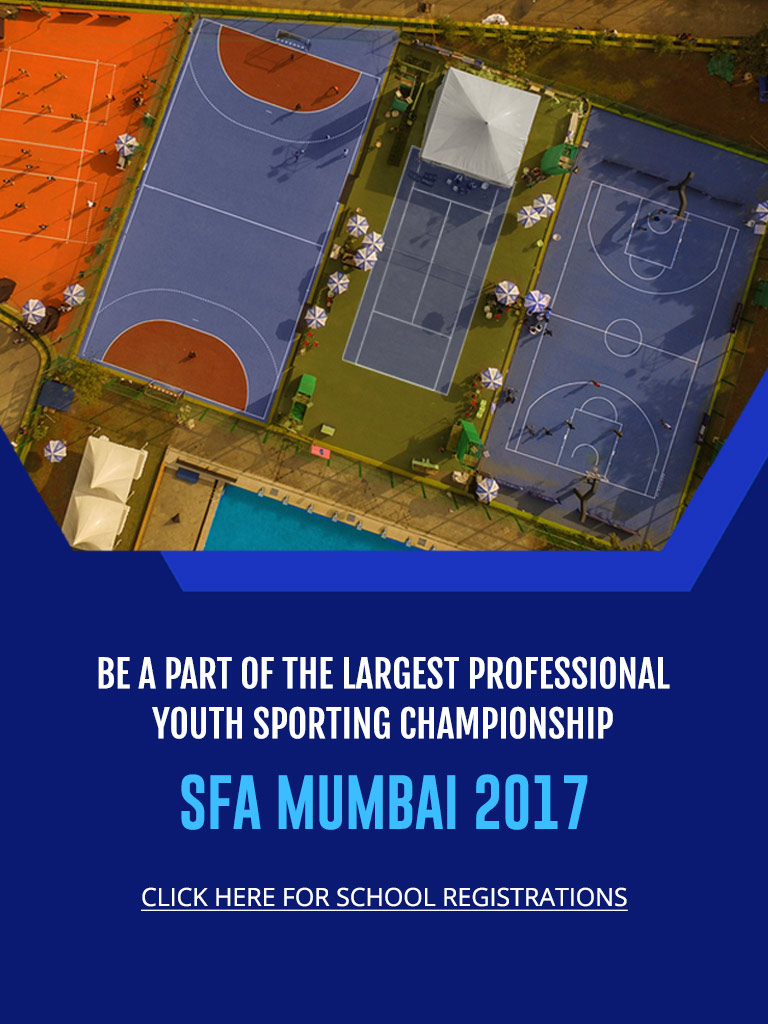 BE A PART OF THE LARGEST PROFESSIONAL
YOUTH SPORTING CHAMPIONSHIP
SFA MUMBAI 2017
CLICK HERE FOR SCHOOL REGISTRATIONS